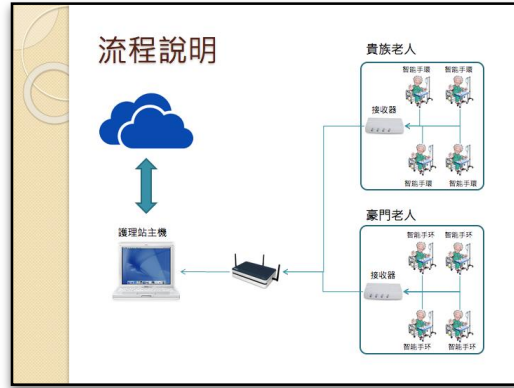 流程說明
貴族老人
智能手環 智能手環
接收器
智能手環 智能手環
護理站主機
豪門老人
智能手环 智能手环
接收器
智能手环 智能手环